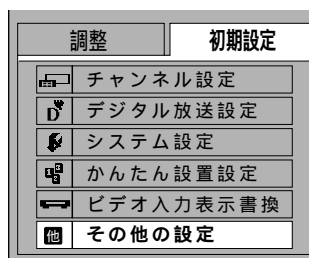 調整 初期設定
チャンネル設定
D デジタル放送設定
システム設定
かんたん設置設定
ビデオ入力表示書換
他 その他の設定